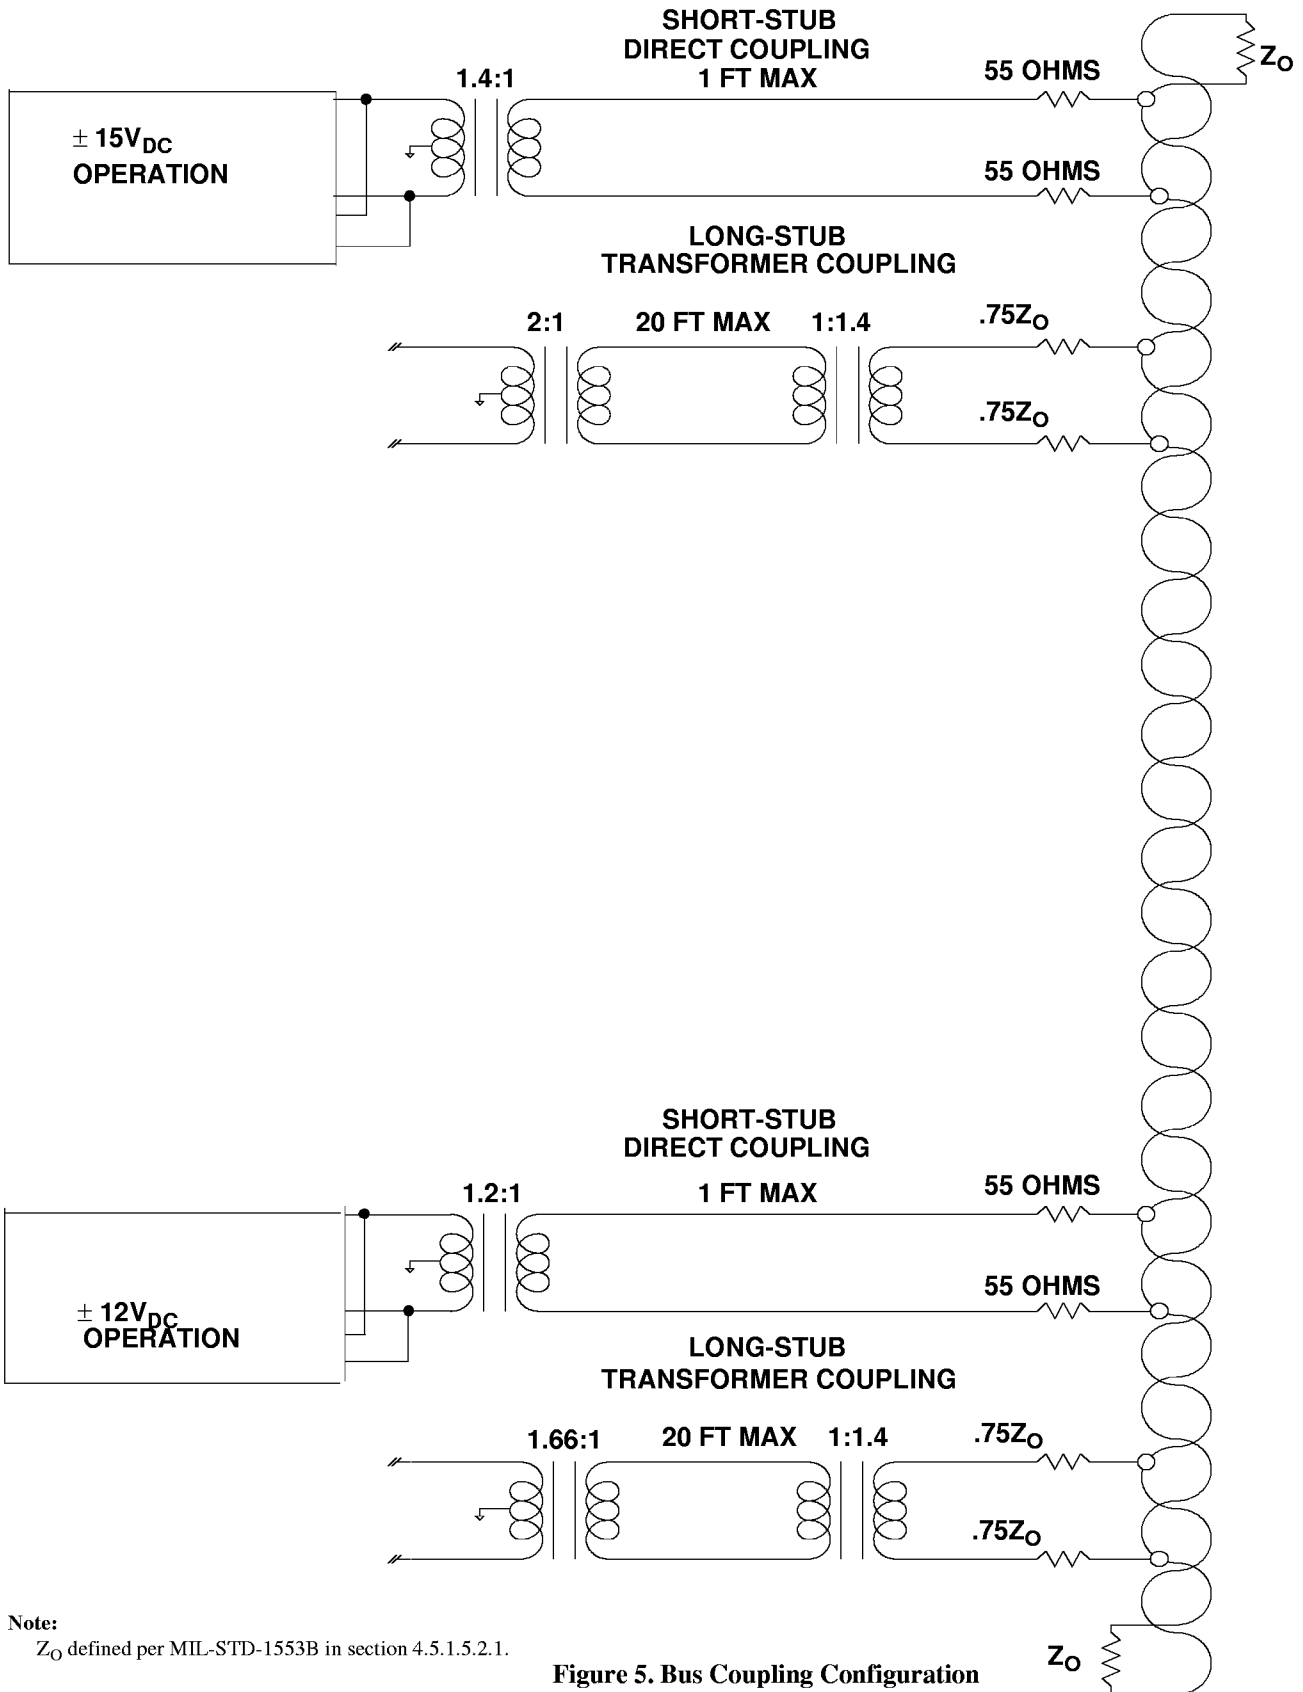 SHORT-STUB
DIRECT COUPLING
1.4:1
1 FT MAX
55 OHMS
ZO
± 15VDC
OPERATION
55 OHMS
LONG-STUB
TRANSFORMER COUPLING
2:1
20 FT MAX
1:1.4
.75ZO
.75ZO
SHORT-STUB
DIRECT COUPLING
1.2:1
1 FT MAX
55 OHMS
± 12VDC
OPERATION
55 OHMS
LONG-STUB
TRANSFORMER COUPLING
1.66:1
20 FT MAX
1:1.4
.75ZO
.75ZO
Note:
ZO defined per MIL-STD-1553B in section 4.5.1.5.2.1.
ZO
Figure 5. Bus Coupling Configuration